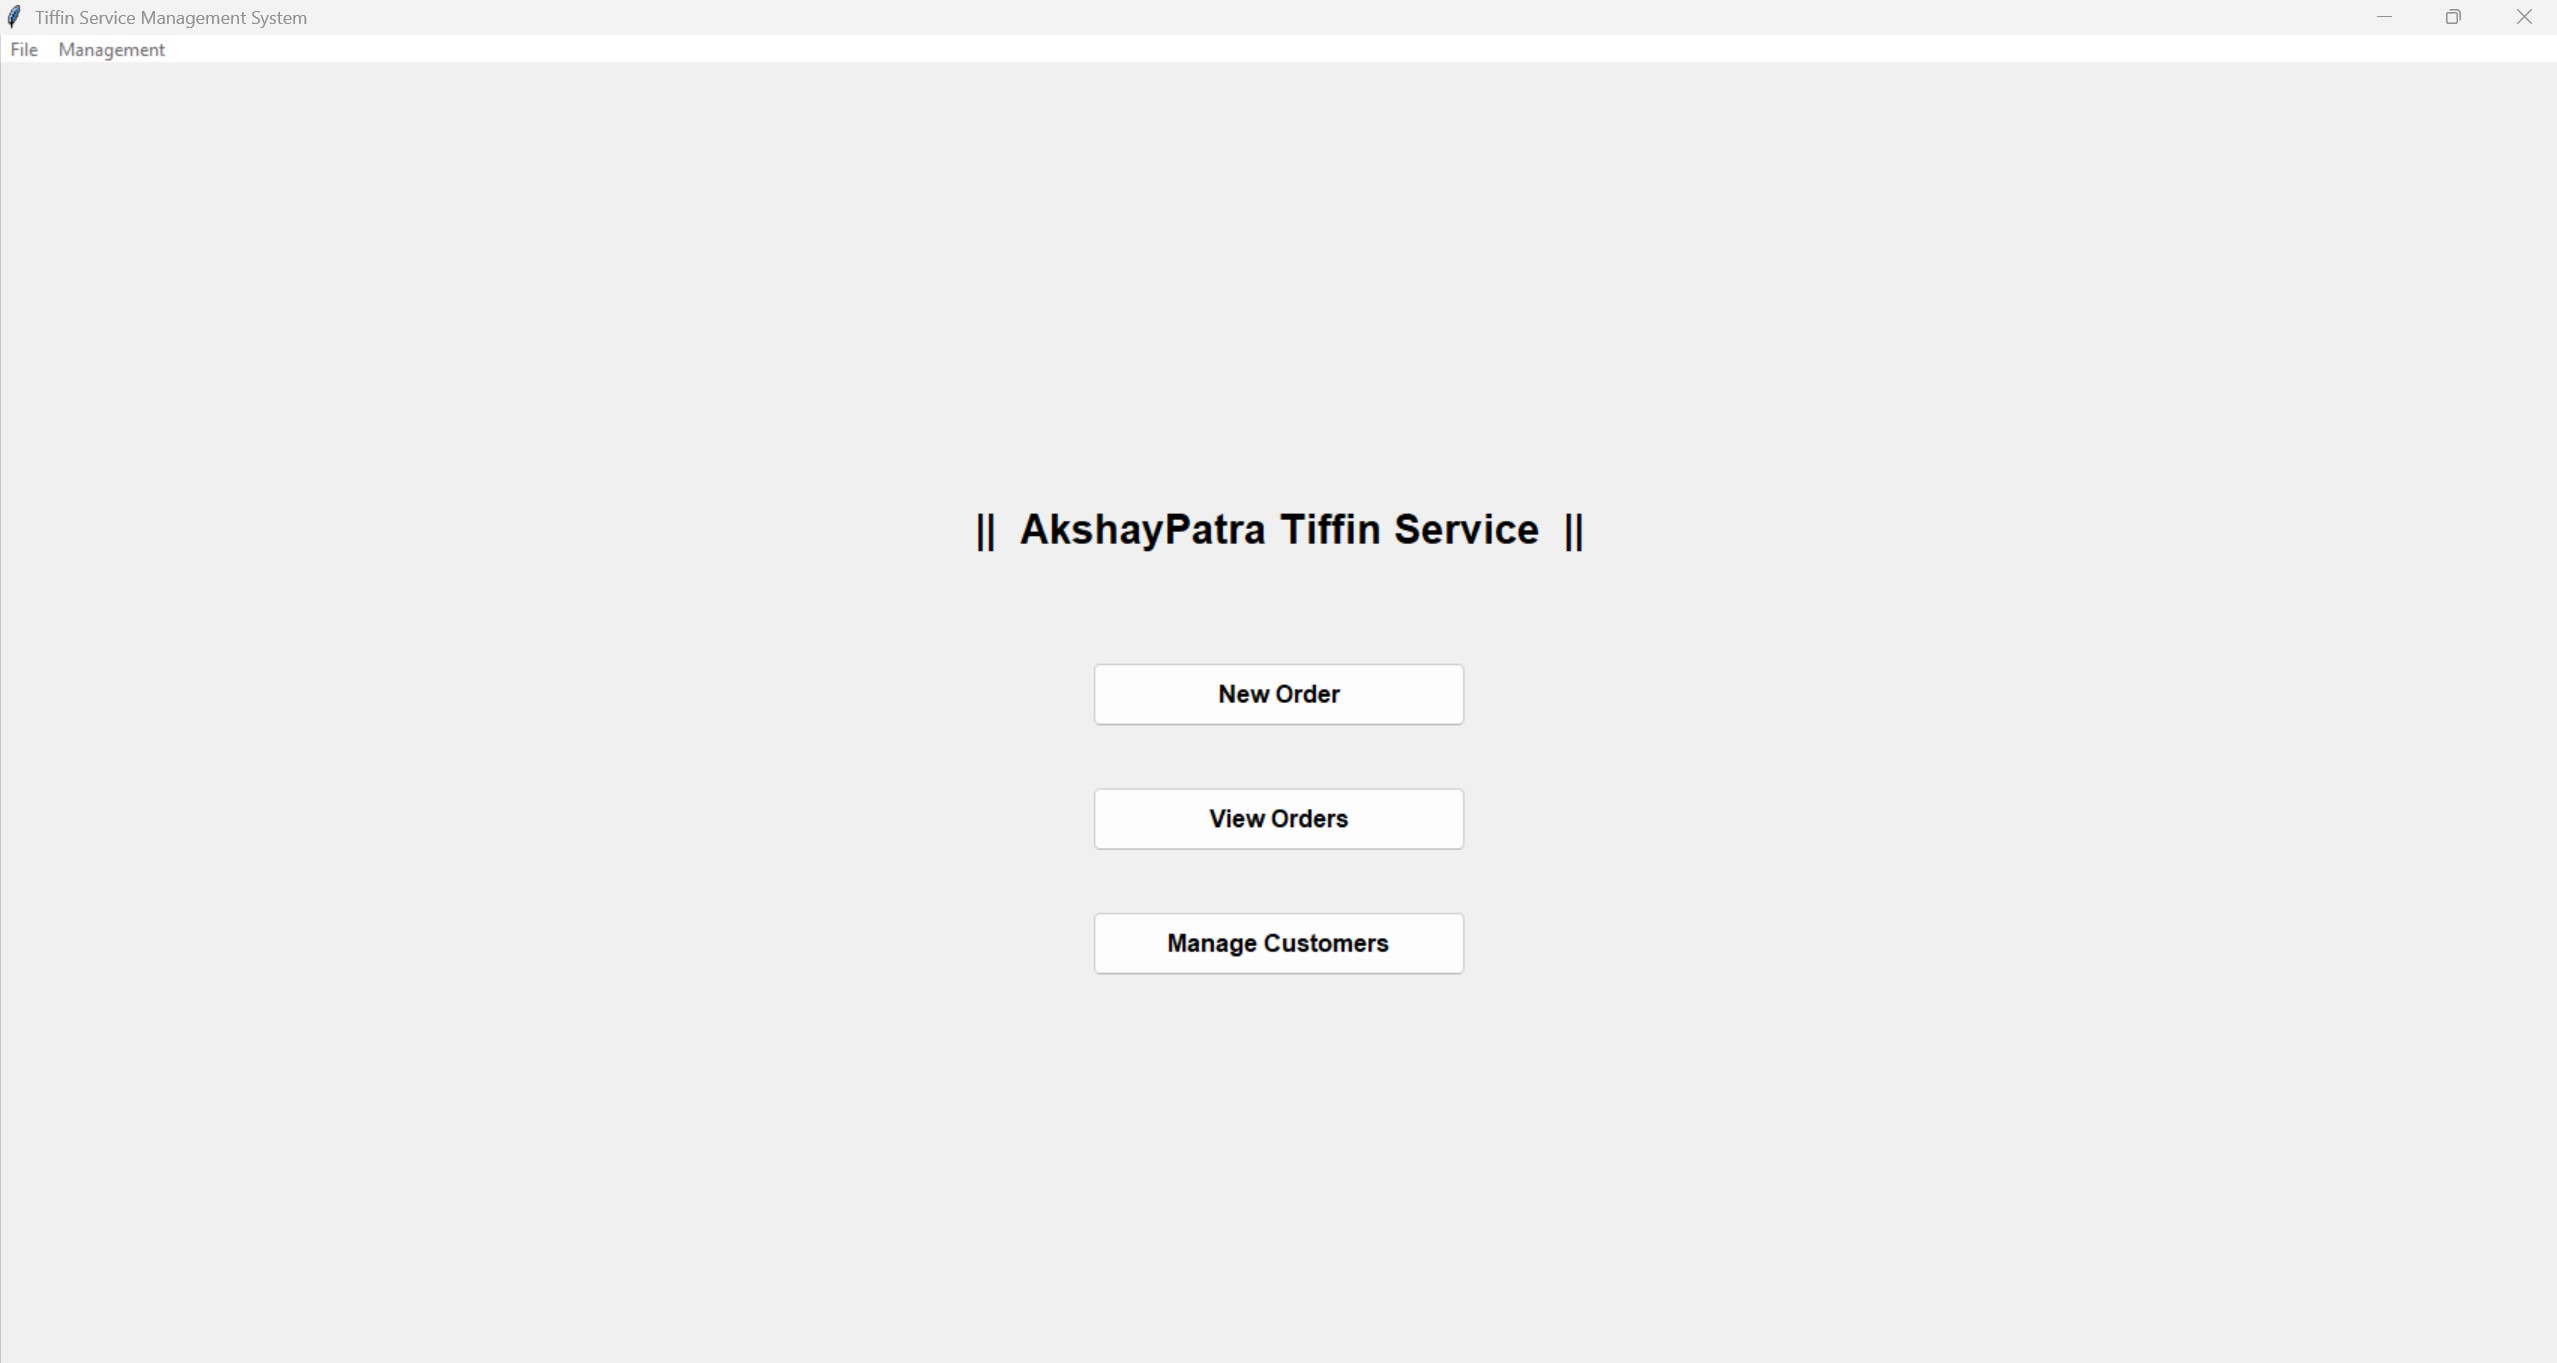 Tiffin Service Management System
File Management
|| AkshayPatra Tiffin Service ||
New Order
View Orders
Manage Customers